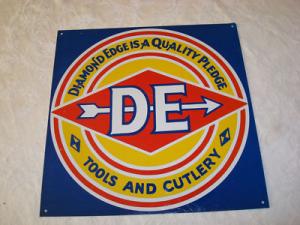 DIAMOND EDGE IS A QUALITY PLEDGE
D-E
TOOLS AND CUTLERY